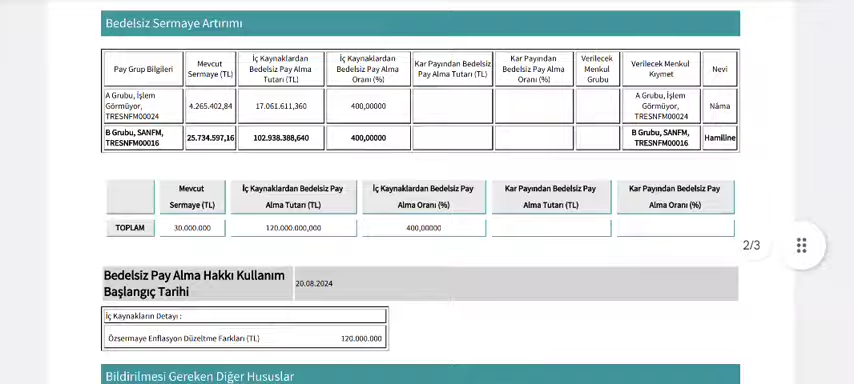 Bedelsiz Sermaye Artırımı
Pay Grup Bilgileri
Mevcut
Sermaye (TL)
İç Kaynaklardan
Bedelsiz Pay Alma
Tutarı (TL)
İç Kaynaklardan
Bedelsiz Pay Alma
Oranı (%)
Kar Payından Bedelsiz
Pay Alma Tutarı (TL)
Kar Payından
Bedelsiz Pay Alma
Oranı (%)
Verilecek
Menkul
Grubu
Verilecek Menkul
Kıymet
Nevi
A Grubu, İşlem
Görmüyor,
TRESNFM00024
4.265.402,84
17.061.611,360
400,00000
A Grubu, İşlem
Görmüyor,
TRESNFM00024
Nâma
B Grubu, SANFM,
TRESNFM00016
25.734.597,16
102.938.388,640
400,00000
B Grubu, SANFM,
TRESNFM00016
Hamiline
Mevcut
Sermaye (TL)
İç Kaynaklardan Bedelsiz Pay
Alma Tutarı (TL)
İç Kaynaklardan Bedelsiz Pay
Alma Oranı (%)
Kar Payından Bedelsiz Pay
Alma Tutarı (TL)
Kar Payından Bedelsiz Pay
Alma Oranı (%)
TOPLAM
30.000.000
120.000.000,000
400,00000
2/3
Bedelsiz Pay Alma Hakkı Kullanım
Başlangıç Tarihi
20.08.2024
İç Kaynakların Detayı :
Özsermaye Enflasyon Düzeltme Farkları (TL)
120.000.000
Bildirilmesi Gereken Diğer Hususlar